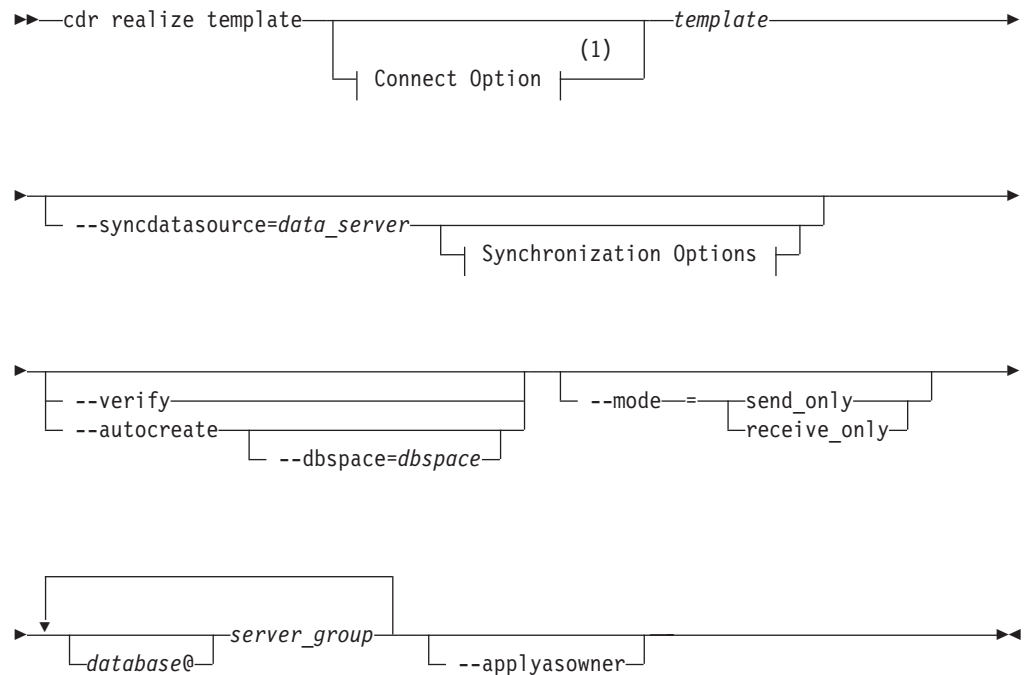 cdr realize template template
(1)
Connect Option
--syncdatasource=data_server
Synchronization Options
--verify
--autocreate
--dbspace=dbspace
--mode = send_only
receive_only
server_group
database@
--applyasowner